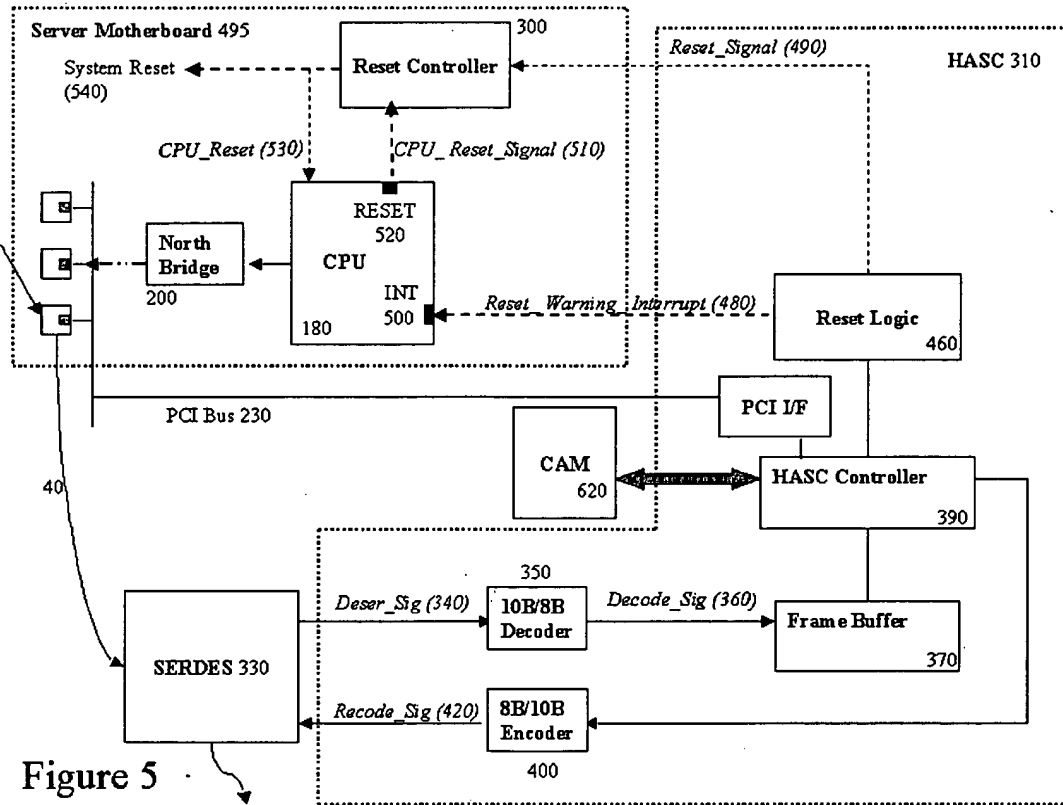 Server Motherboard 495
300
Reset_Signal (490)
HASC 310
System Reset
(540)
Reset Controller
CPU_Reset (530)
CPU_Reset_Signal (510)
RESET
520
North
Bridge
CPU
200
INT
500
180
Reset_Warning_Interrupt (480)
Reset Logic
460
PCI Bus 230
PCI I/F
CAM
620
HASC Controller
390
40
350
Deser_Sig (340)
10B/8B
Decoder
Decode_Sig (360)
Frame Buffer
370
SERDES 330
Recode_Sig (420)
8B/10B
Encoder
400
Figure 5